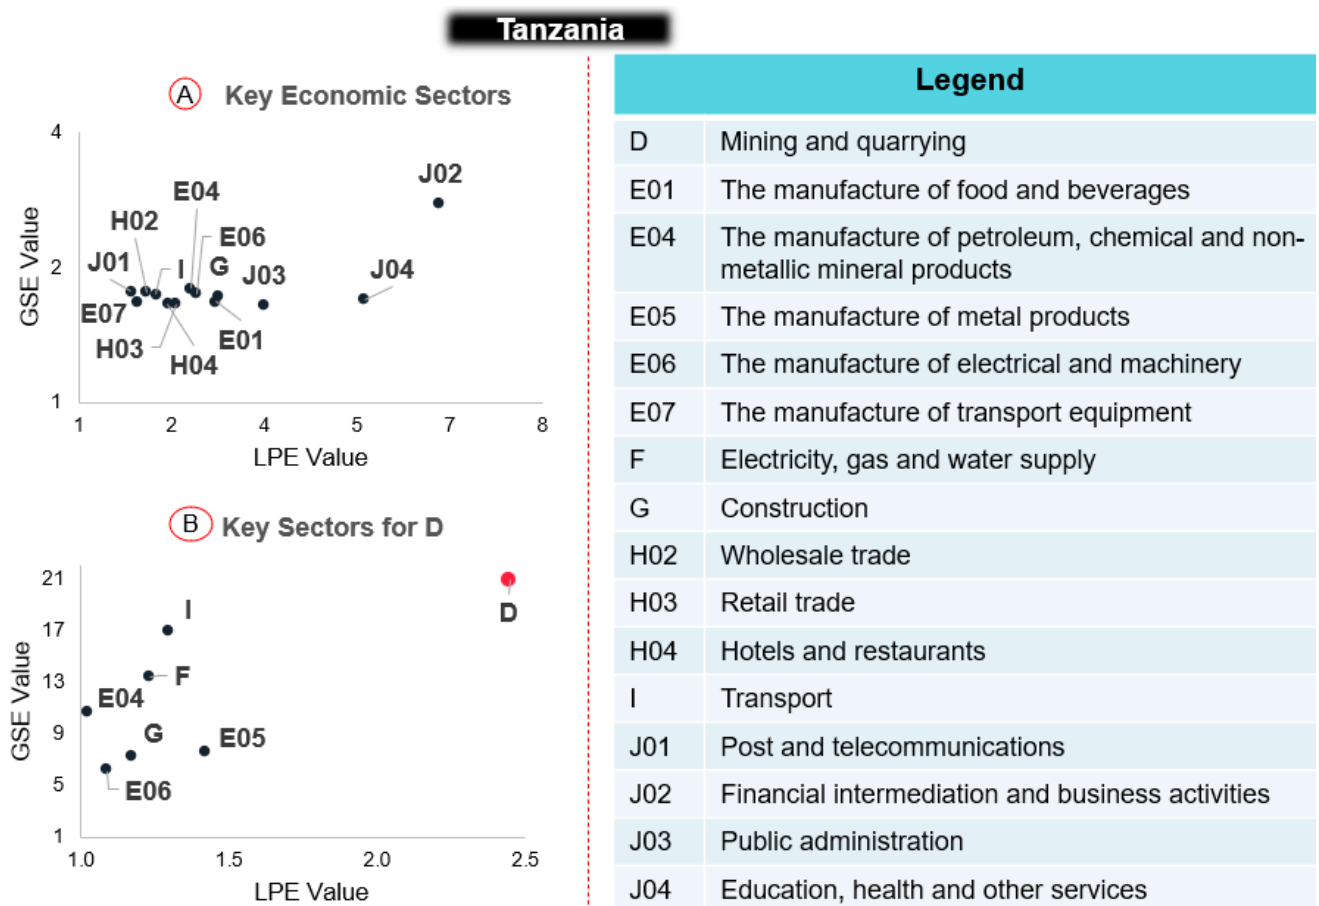 Tanzania
A Key Economic Sectors
4
J02
E04
H02
E06
J01
I
G
J03
J04
2
E07
E01
H03
H04
1
GSE Value
1 2 4 5 7 8
LPE Value
B Key Sectors for D
21
D
I
17
F
13
E04
G
E05
9
E06
5
1
GSE Value
1.0 1.5 2.0 2.5
LPE Value
Legend
D Mining and quarrying
E01 The manufacture of food and beverages
E04 The manufacture of petroleum, chemical and non-
metallic mineral products
E05 The manufacture of metal products
E06 The manufacture of electrical and machinery
E07 The manufacture of transport equipment
F Electricity, gas and water supply
G Construction
H02 Wholesale trade
H03 Retail trade
H04 Hotels and restaurants
I Transport
J01 Post and telecommunications
J02 Financial intermediation and business activities
J03 Public administration
J04 Education, health and other services